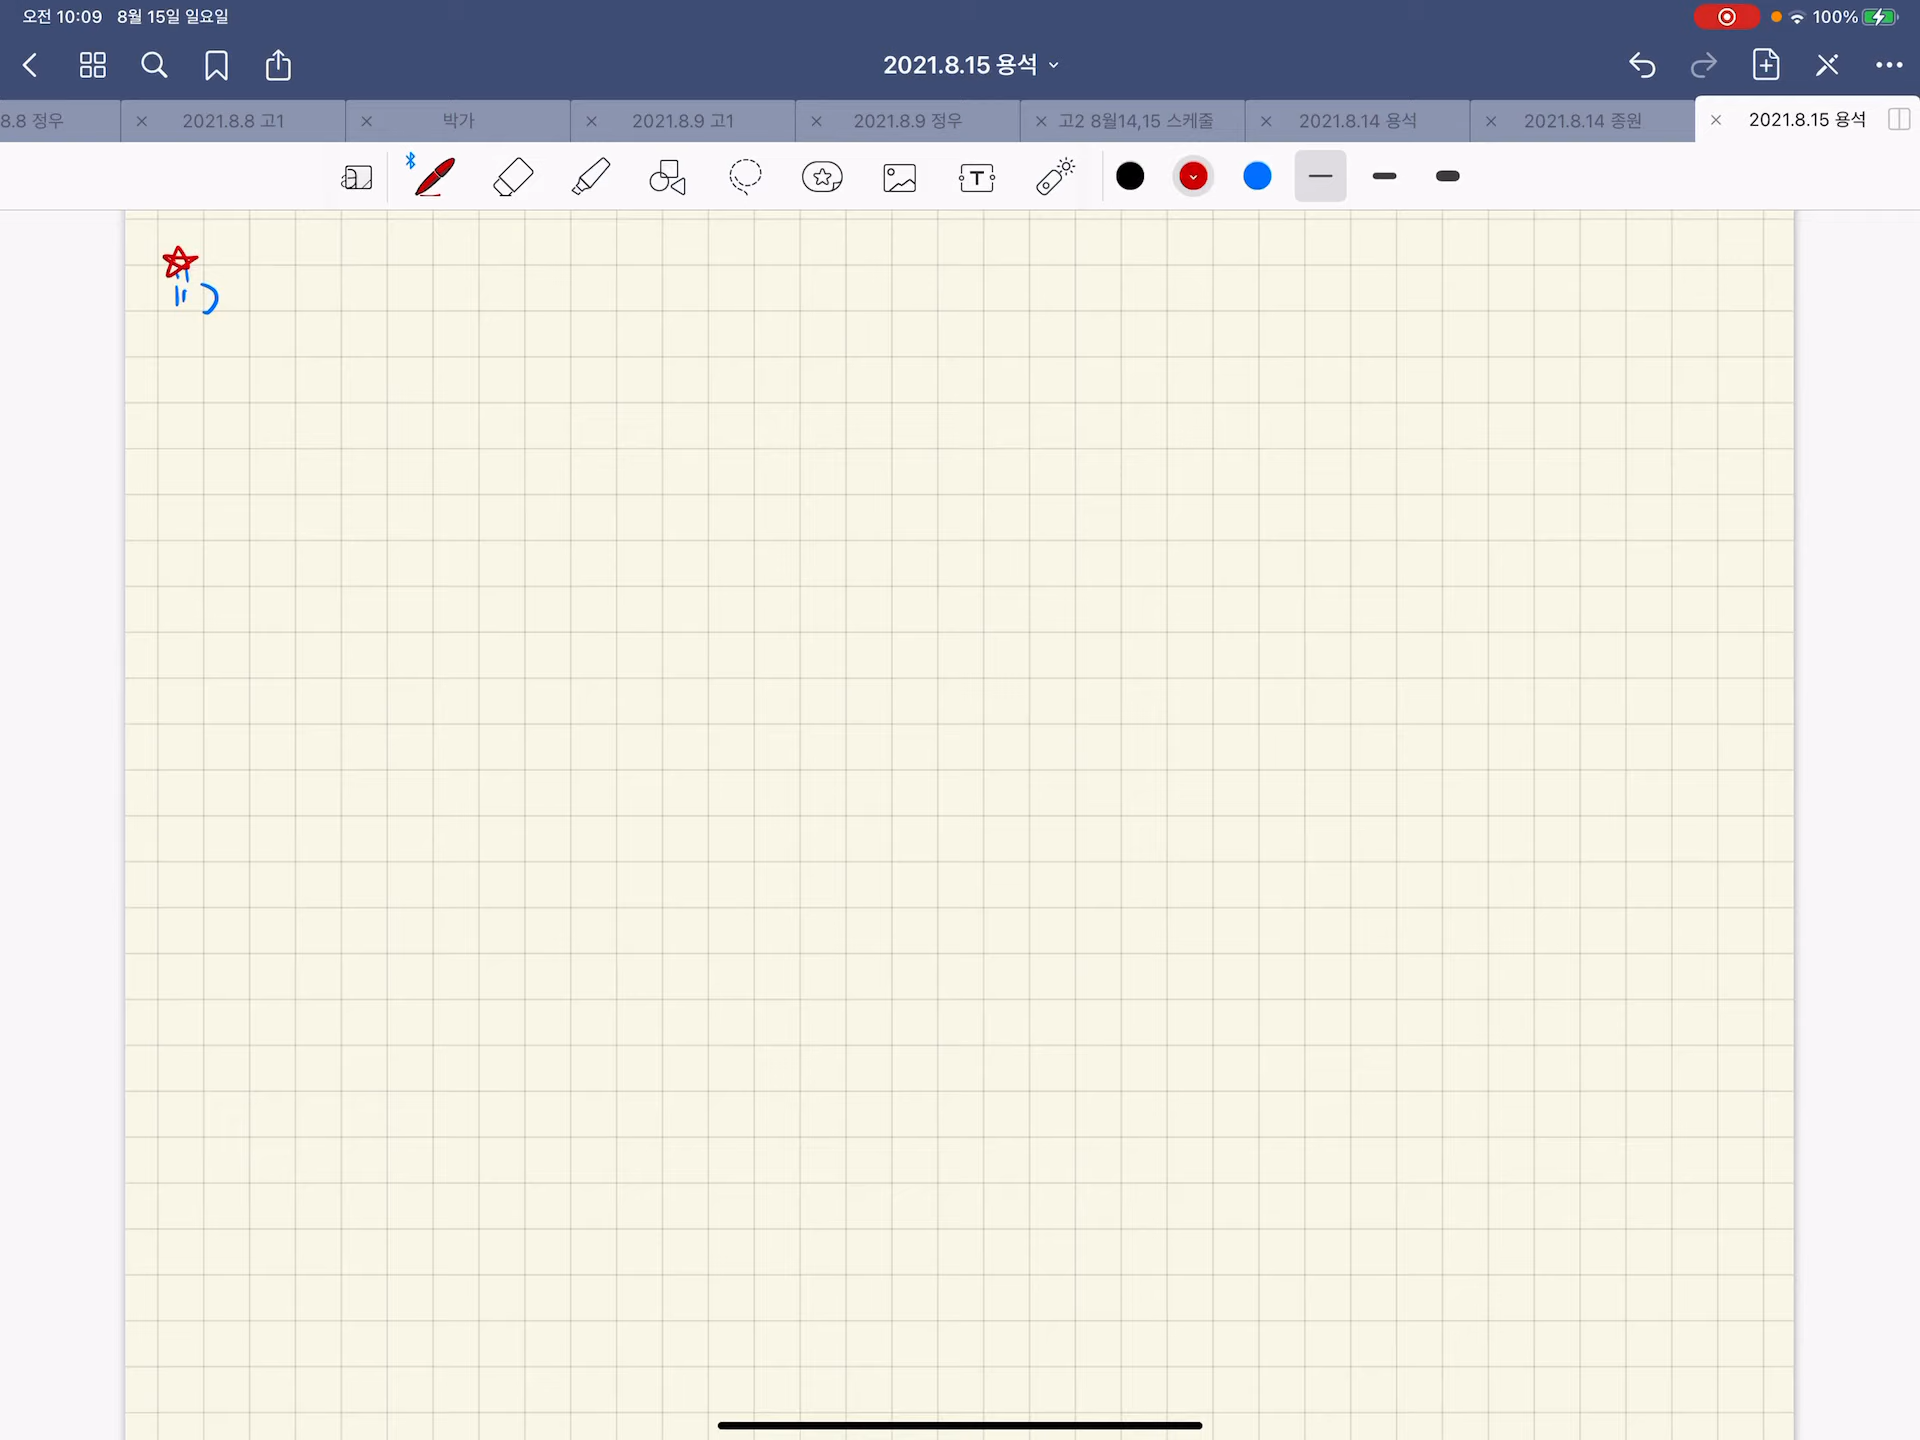 오전 10:09 8월 15일 일요일 100%
2021.8.15 용석
8.8 정우 2021.8.8 고1 박가 2021.8.9 고1 2021.8.9 정우 고2 8월14,15 스케줄 2021.8.14 용석 2021.8.14 종원 2021.8.15 용석
11)